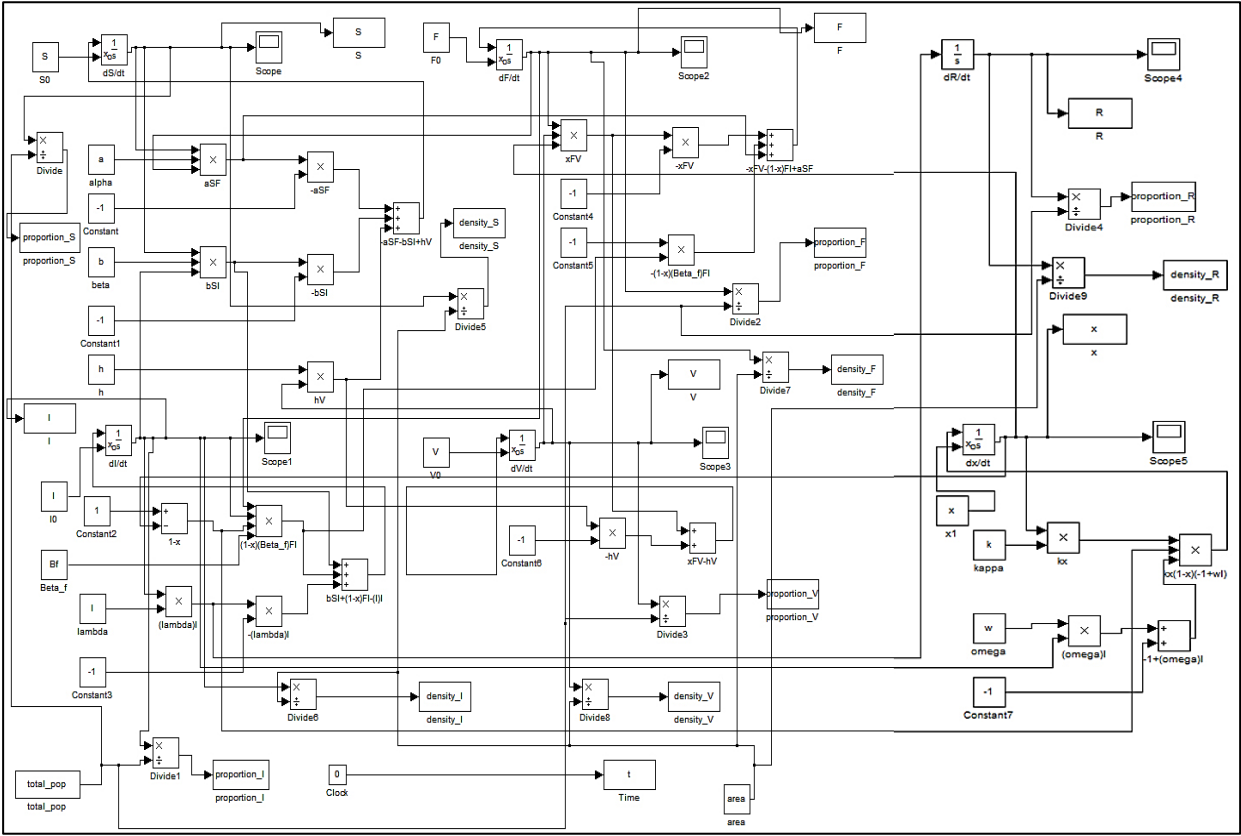 S
S0
1
s
xo
dS/dt
Scope
S
S
F
F0
1
s
xo
dF/dt
Scope2
F
F
1
s
dR/dt
Scope4
R
R
×
÷
Divide
a
alpha
×
aSF
×
-aSF
-1
Constant
+
+
+
-aSF-bSI+hV
proportion_S
proportion_S
b
beta
×
bSI
×
-bSI
-1
Constant1
density_S
density_S
×
÷
Divide5
×
xFV
×
-xFV
+
+
+
-xFV-(1-x)FI+aSF
-1
Constant4
-1
Constant5
×
-(1-x)(Beta_f)FI
proportion_F
proportion_F
×
÷
Divide2
×
÷
Divide4
proportion_R
proportion_R
×
÷
Divide9
density_R
density_R
x
x
h
h
×
hV
V
V
×
÷
Divide7
density_F
density_F
I
I
1
s
xo
dI/dt
Scope1
V
V0
1
s
xo
dV/dt
Scope3
1
s
xo
dx/dt
Scope5
I
I0
1
Constant2
+
−
1-x
×
(1-x)(Beta_f)FI
Bf
Beta_f
+
+
+
bSI+(1-x)FI-(l)I
-1
Constant6
×
-hV
+
+
xFV-hV
x
x1
k
kappa
×
kx
×
kx(1-x)(-1+wI)
l
lambda
×
(lambda)I
×
-(lambda)I
-1
Constant3
×
÷
Divide3
proportion_V
proportion_V
w
omega
×
(omega)I
+
+
-1+(omega)I
-1
Constant7
×
÷
Divide6
density_I
density_I
×
÷
Divide8
density_V
density_V
×
÷
Divide1
proportion_I
proportion_I
total_pop
total_pop
0
Clock
t
Time
area
area